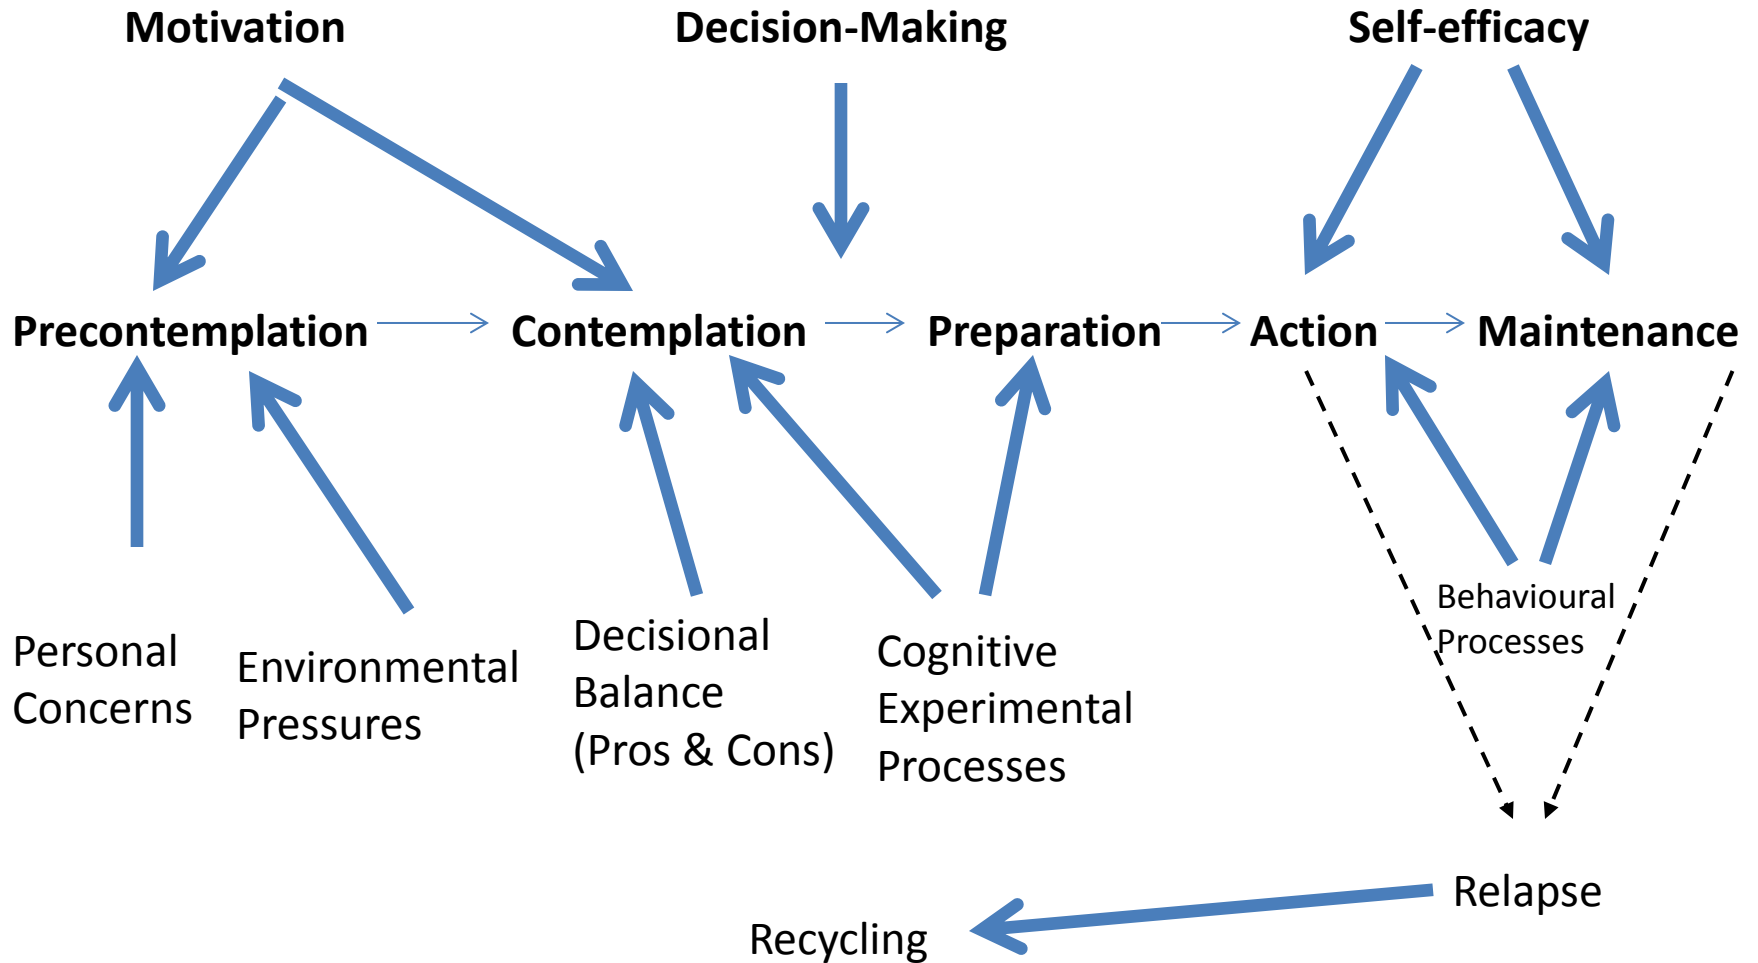 Motivation
Decision-Making
Self-efficacy
Precontemplation
Contemplation
Preparation
Action
Maintenance
Personal
Concerns
Environmental
Pressures
Decisional
Balance
(Pros & Cons)
Cognitive
Experimental
Processes
Behavioural
Processes
Relapse
Recycling